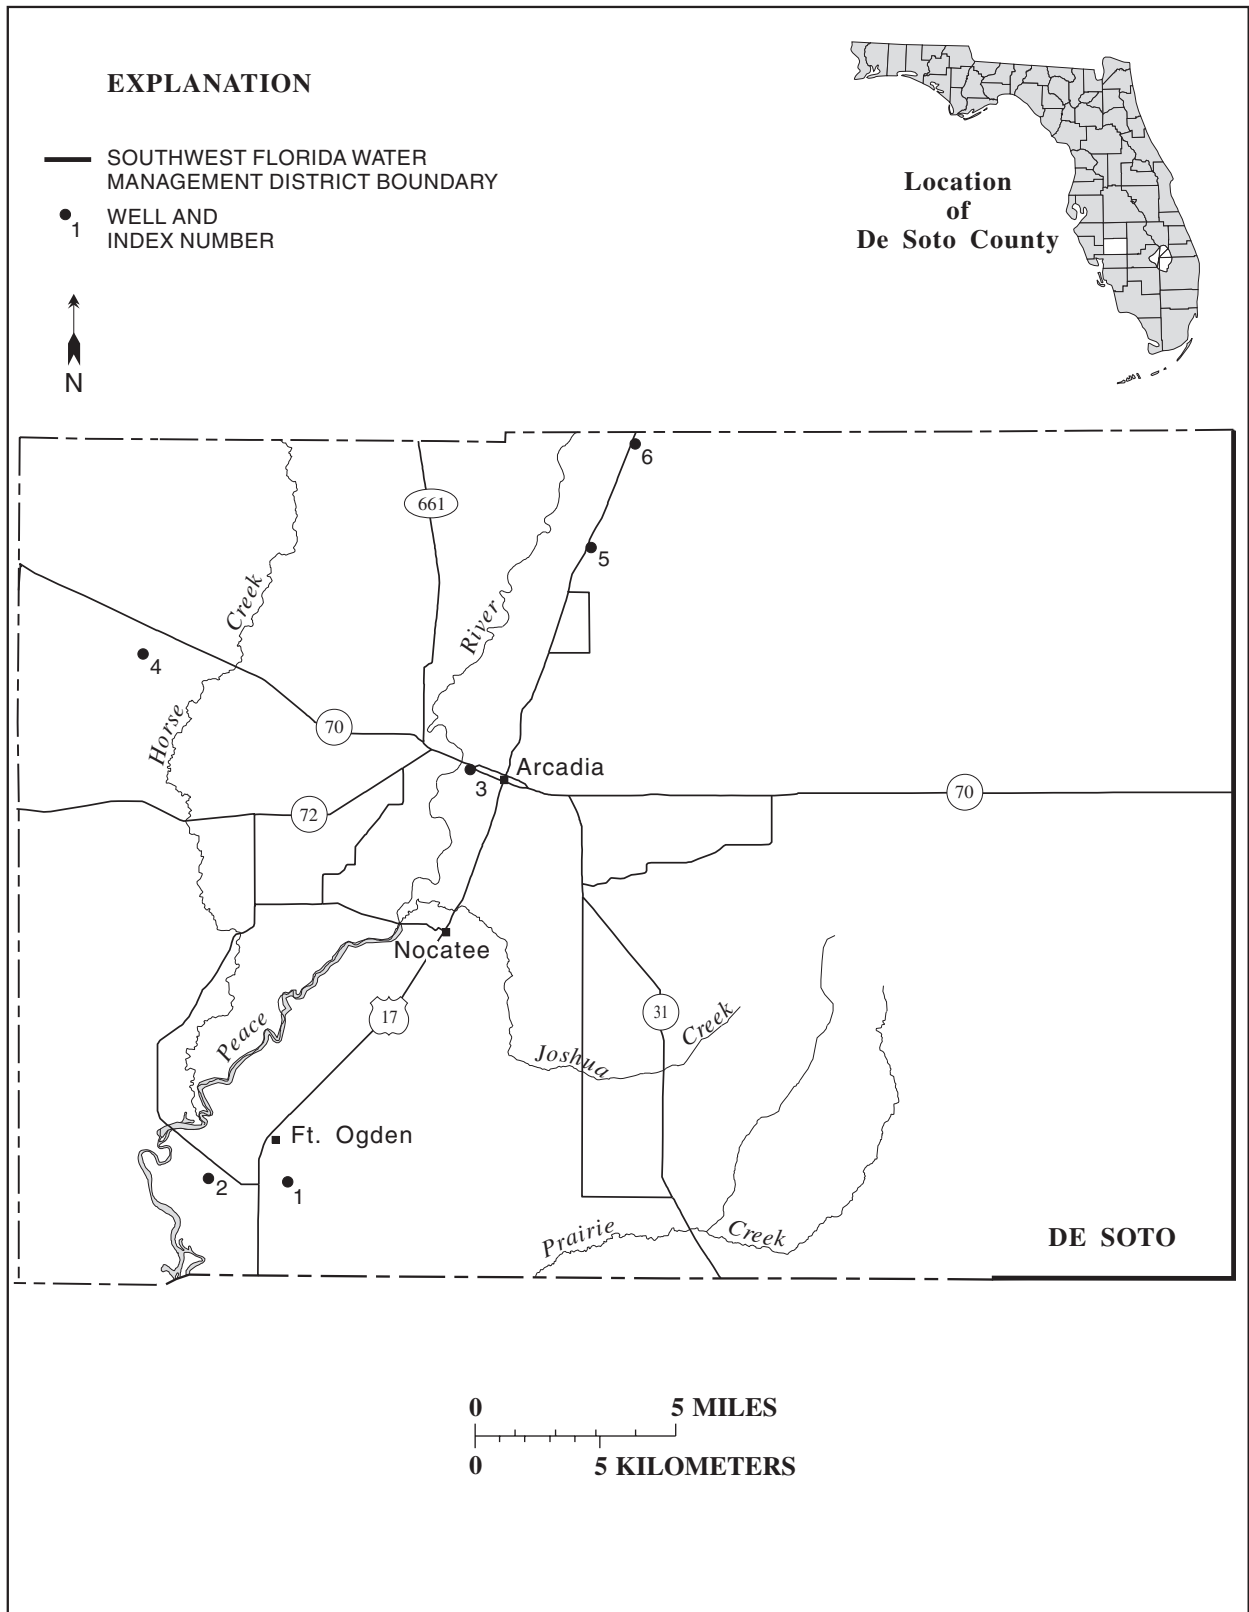 EXPLANATION
SOUTHWEST FLORIDA WATER
MANAGEMENT DISTRICT BOUNDARY
1
WELL AND
INDEX NUMBER
N
Location
of
De Soto County
6
661
5
Creek
River
4
Horse
70
Arcadia
3
70
72
Nocatee
17
31
Peace
Creek
Joshua
Ft. Ogden
2
1
Prairie
Creek
DE SOTO
0
5 MILES
0
5 KILOMETERS